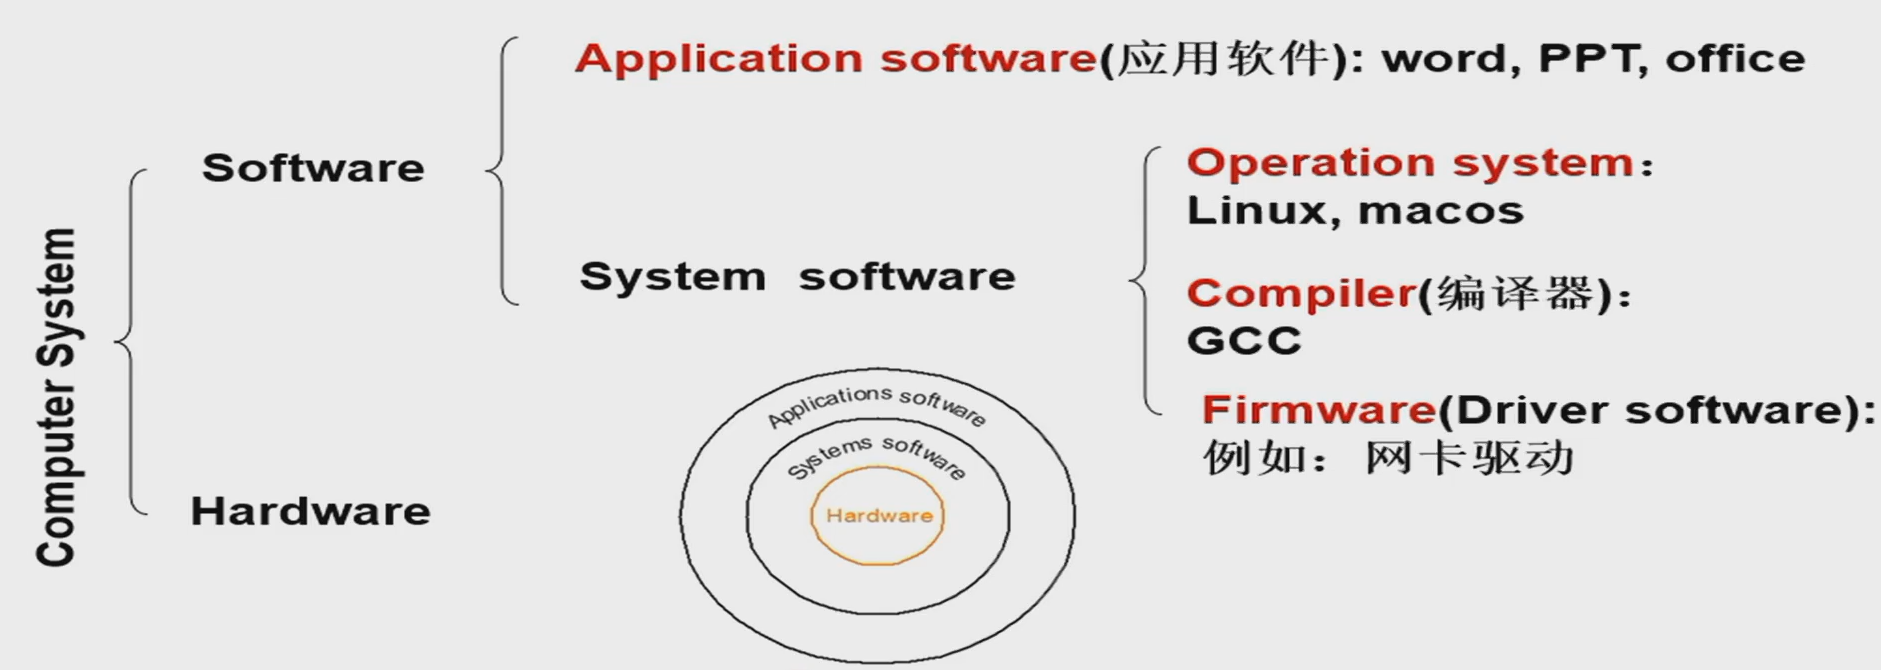 Computer System
Software
Application software(应用软件): word, PPT, office
System software
Operation system：
Linux, macos
Compiler(编译器)：
GCC
Firmware(Driver software):
例如：网卡驱动
Hardware
Applications software
Systems software
Hardware